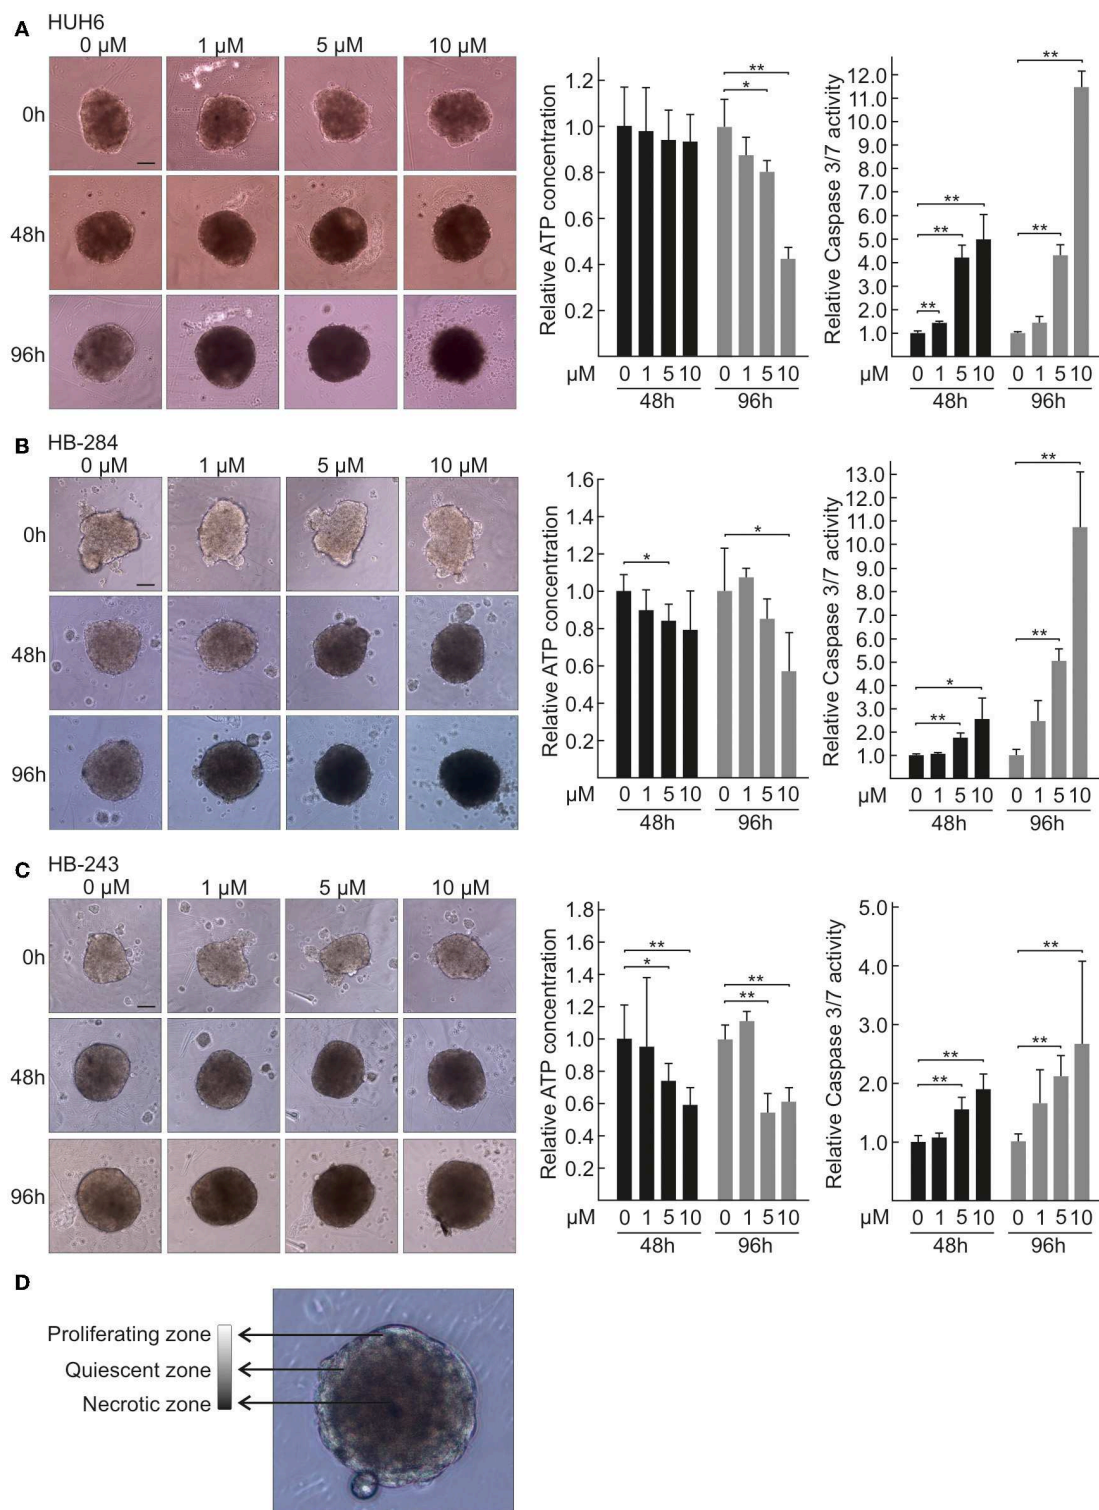 A HUH6
0 µM 1 µM 5 µM 10 µM
0h
48h
96h
Relative ATP concentration
1.2
1.0
0.8
0.6
0.4
0.2
** 
*
µM 0 1 5 10 0 1 5 10
48h 96h
Relative Caspase 3/7 activity
12.0
11.0
10.0
9.0
8.0
7.0
6.0
5.0
4.0
3.0
2.0
1.0
**
** **
**
**
0 1 5 10 0 1 5 10
48h 96h
B HB-284
0 µM 1 µM 5 µM 10 µM
0h
48h
96h
Relative ATP concentration
1.6
1.4
1.2
1.0
0.8
0.6
0.4
0.2
* *
µM 0 1 5 10 0 1 5 10
48h 96h
Relative Caspase 3/7 activity
13.0
12.0
11.0
10.0
9.0
8.0
7.0
6.0
5.0
4.0
3.0
2.0
1.0
**
**
*
**
µM 0 1 5 10 0 1 5 10
48h 96h
C HB-243
0 µM 1 µM 5 µM 10 µM
0h
48h
96h
Relative ATP concentration
1.8
1.6
1.4
1.2
1.0
0.8
0.6
0.4
0.2
**
*
**
**
µM 0 1 5 10 0 1 5 10
48h 96h
Relative Caspase 3/7 activity
5.0
4.0
3.0
2.0
1.0
**
**
**
**
µM 0 1 5 10 0 1 5 10
48h 96h
D
Proliferating zone
Quiescent zone
Necrotic zone